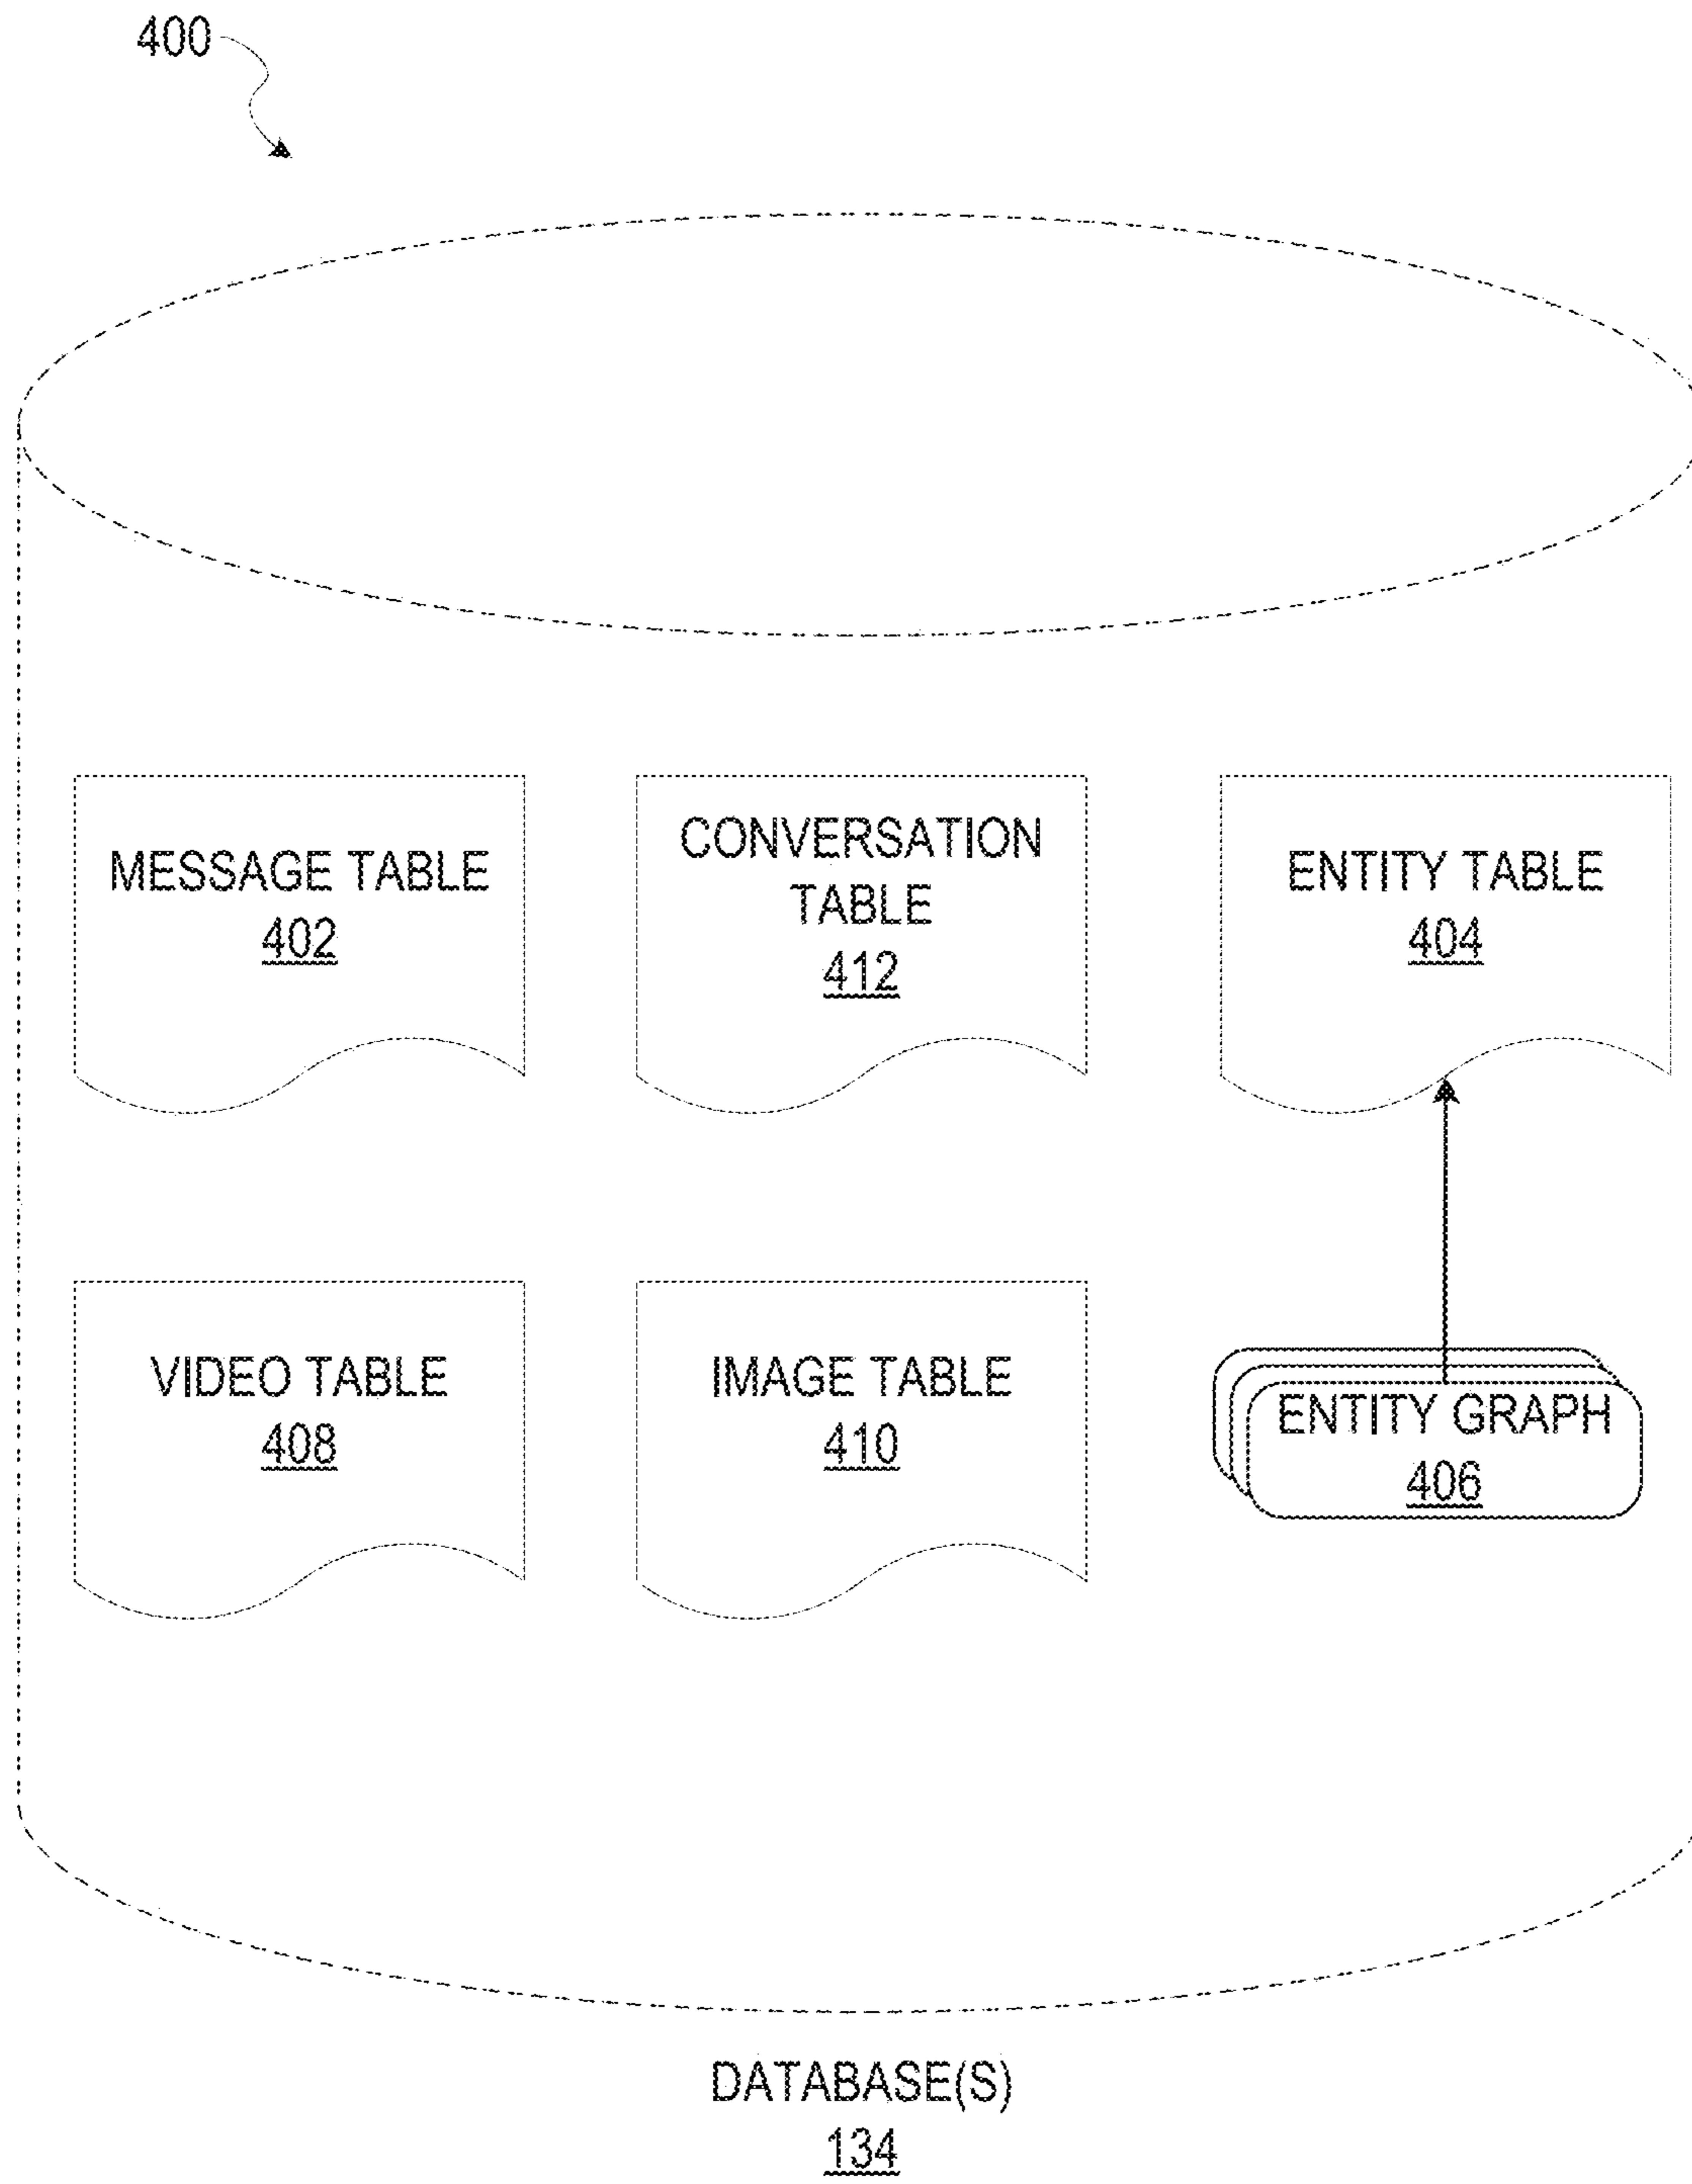 400
MESSAGE TABLE
402
CONVERSATION
TABLE
412
ENTITY TABLE
404
VIDEO TABLE
408
IMAGE TABLE
410
ENTITY GRAPH
406
DATABASE(S)
134